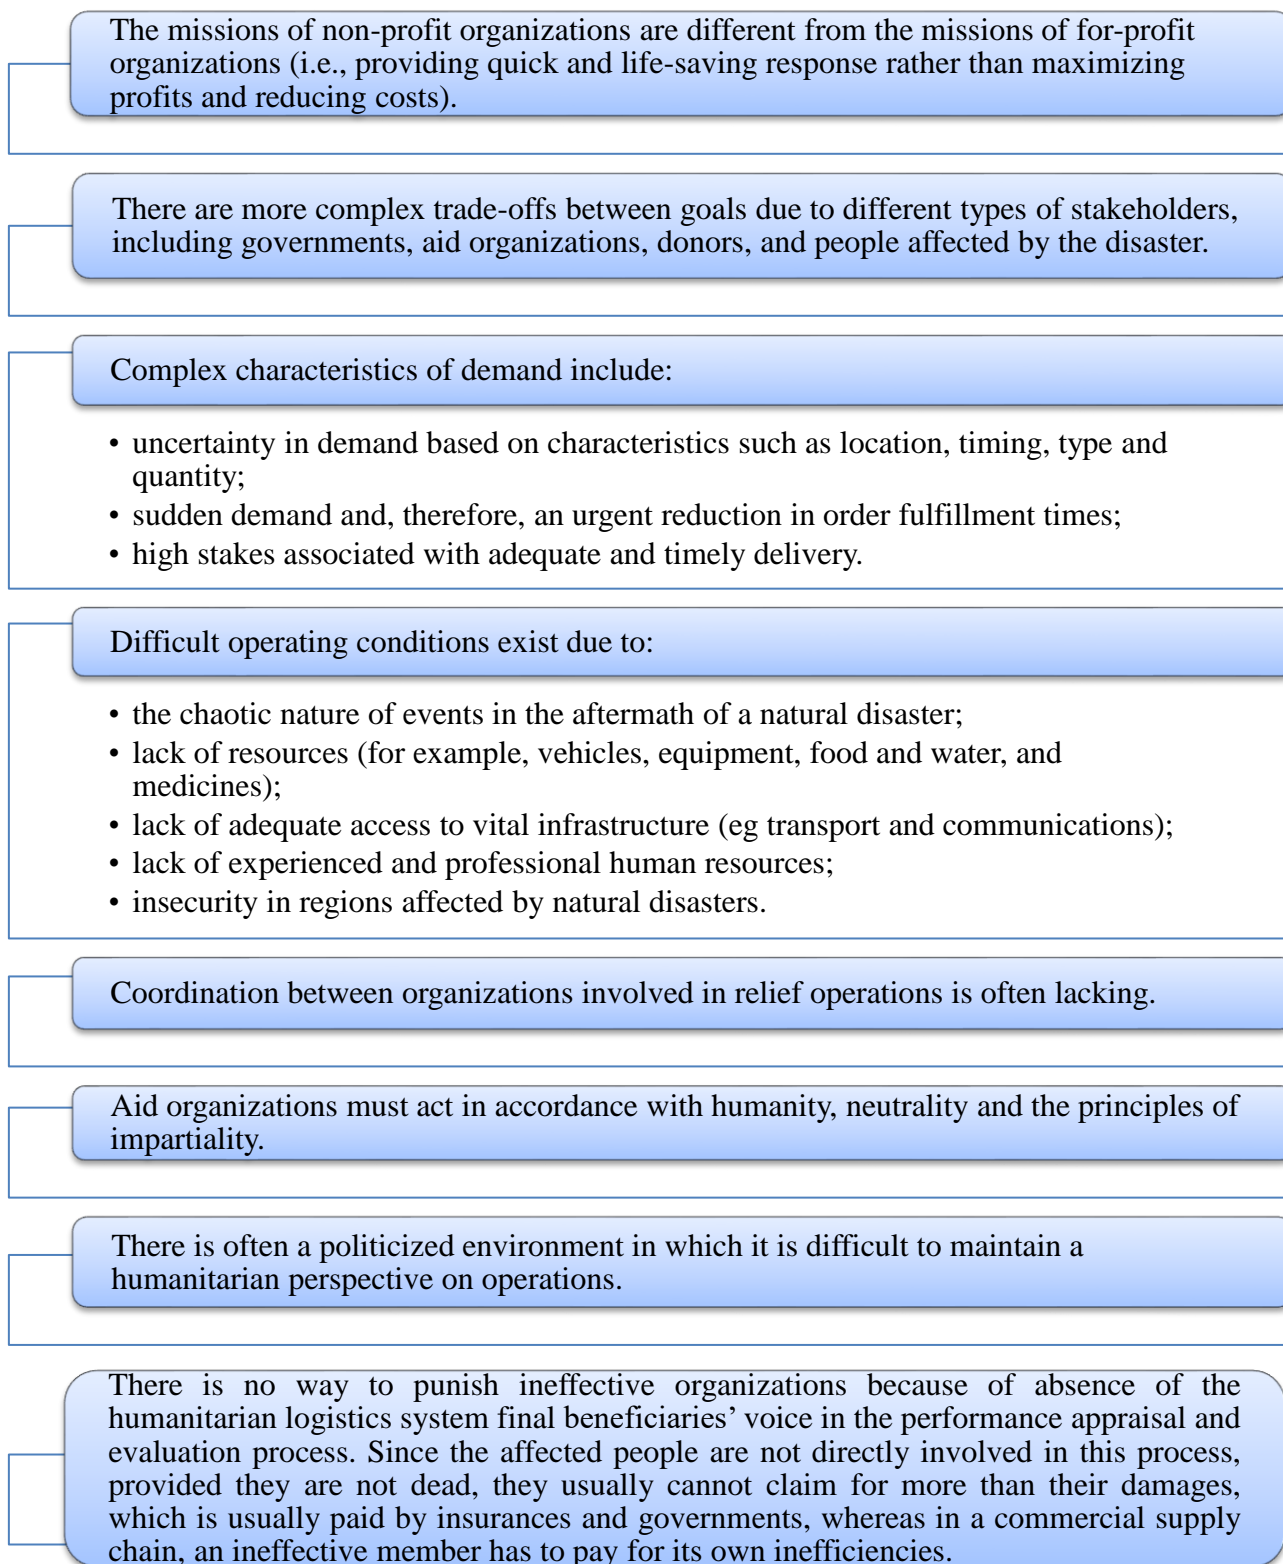 The missions of non-profit organizations are different from the missions of for-profit
organizations (i.e., providing quick and life-saving response rather than maximizing
profits and reducing costs).
There are more complex trade-offs between goals due to different types of stakeholders,
including governments, aid organizations, donors, and people affected by the disaster.
Complex characteristics of demand include:
• uncertainty in demand based on characteristics such as location, timing, type and
quantity;
• sudden demand and, therefore, an urgent reduction in order fulfillment times;
• high stakes associated with adequate and timely delivery.
Difficult operating conditions exist due to:
• the chaotic nature of events in the aftermath of a natural disaster;
• lack of resources (for example, vehicles, equipment, food and water, and
medicines);
• lack of adequate access to vital infrastructure (eg transport and communications);
• lack of experienced and professional human resources;
• insecurity in regions affected by natural disasters.
Coordination between organizations involved in relief operations is often lacking.
Aid organizations must act in accordance with humanity, neutrality and the principles of
impartiality.
There is often a politicized environment in which it is difficult to maintain a
humanitarian perspective on operations.
There is no way to punish ineffective organizations because of absence of the
humanitarian logistics system final beneficiaries’ voice in the performance appraisal and
evaluation process. Since the affected people are not directly involved in this process,
provided they are not dead, they usually cannot claim for more than their damages,
which is usually paid by insurances and governments, whereas in a commercial supply
chain, an ineffective member has to pay for its own inefficiencies.